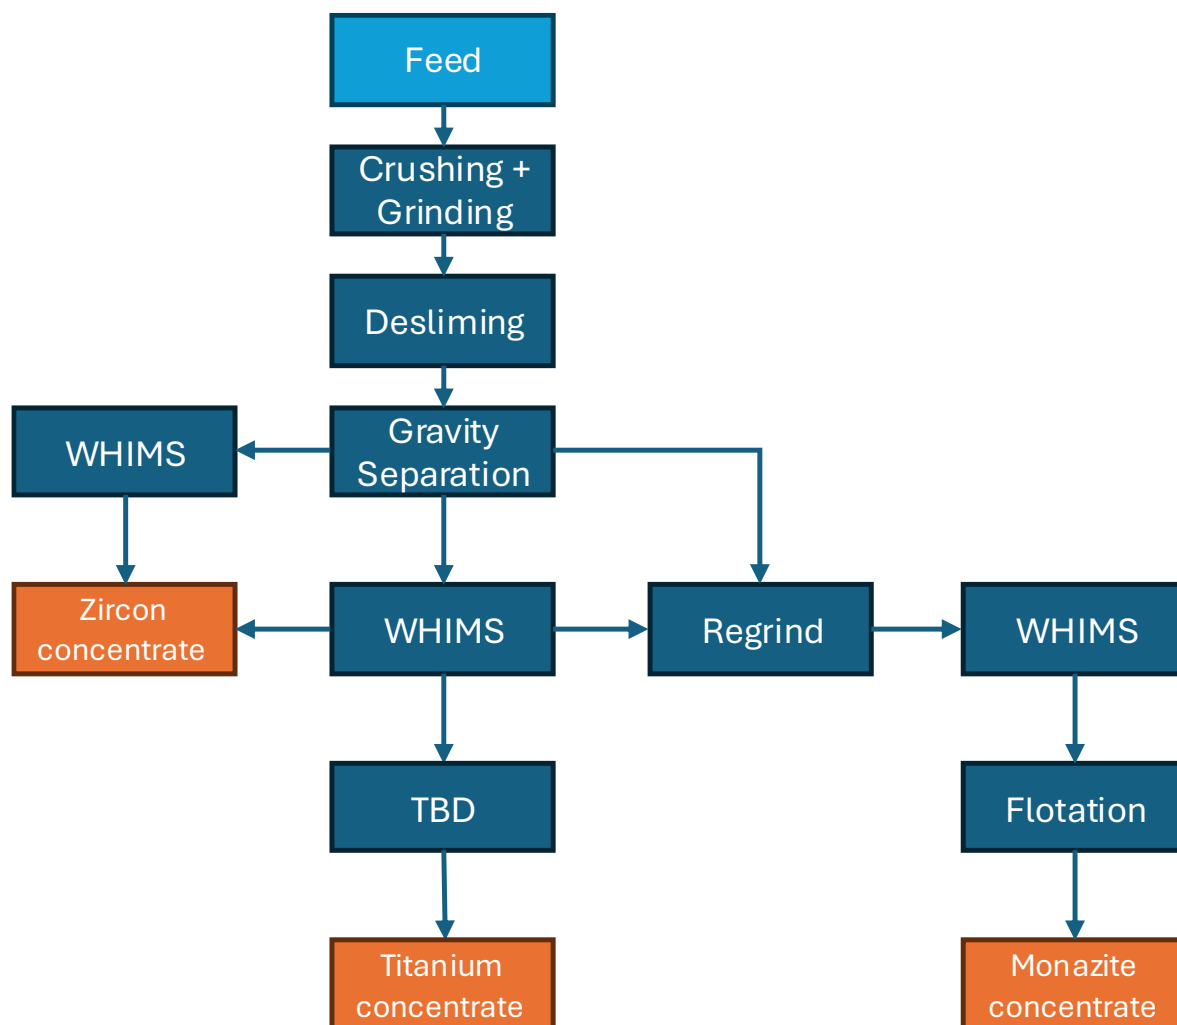 Feed
Crushing +
Grinding
Desliming
WHIMS
Gravity
Separation
Zircon
concentrate
WHIMS
Regrind
WHIMS
TBD
Flotation
Titanium
concentrate
Monazite
concentrate